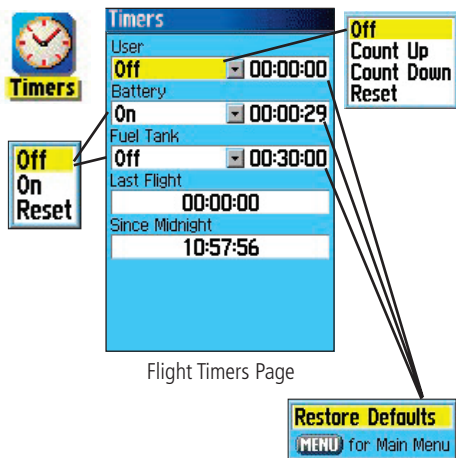 Timers
Timers
User
Off 00:00:00
Battery
On 00:00:29
Fuel Tank
Off 00:30:00
Last Flight
00:00:00
Since Midnight
10:57:56
Off
Count Up
Count Down
Reset
Off
On
Reset
Flight Timers Page
Restore Defaults
MENU for Main Menu